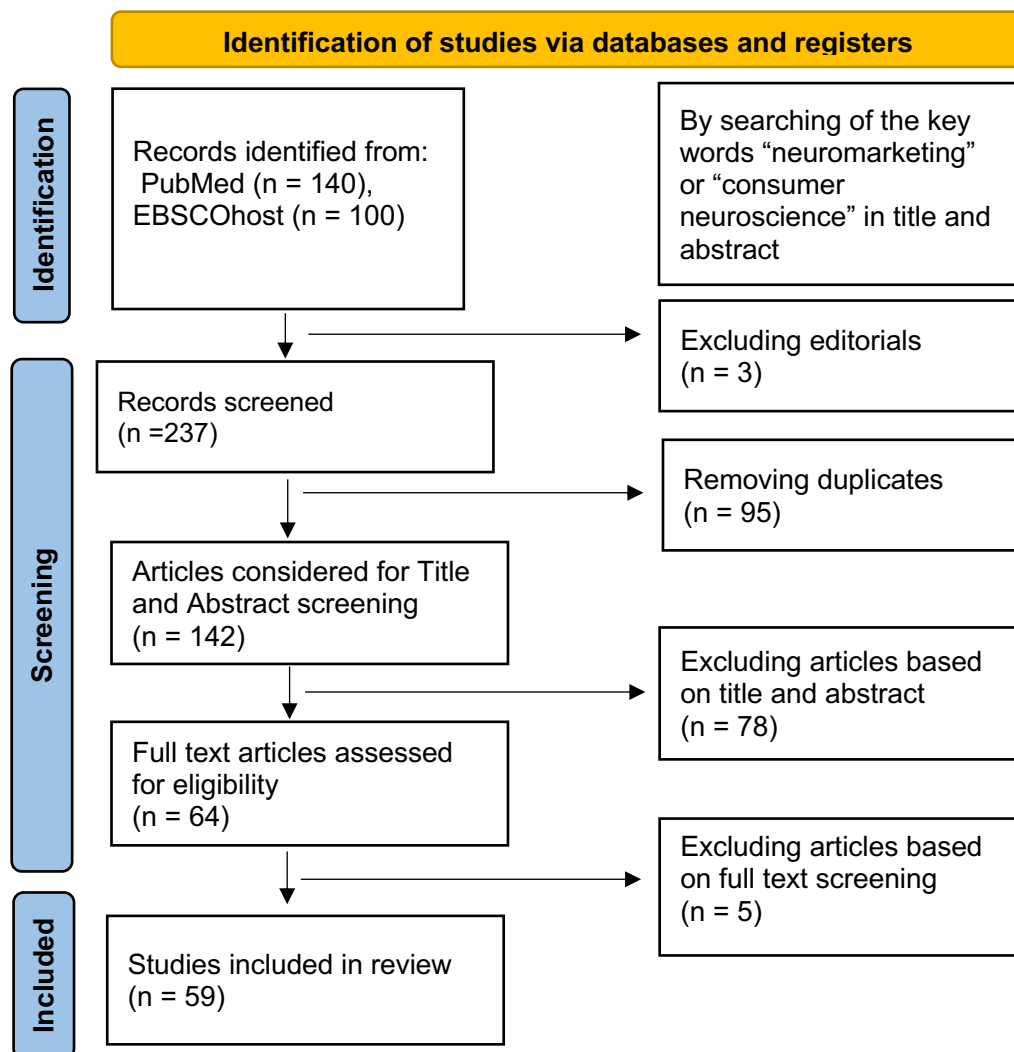 Identification of studies via databases and registers
Identification
Records identified from:
PubMed (n = 140),
EBSCOhost (n = 100)
By searching of the key
words “neuromarketing”
or “consumer
neuroscience” in title and
abstract
Excluding editorials
(n = 3)
Screening
Records screened
(n =237)
Removing duplicates
(n = 95)
Articles considered for Title
and Abstract screening
(n = 142)
Excluding articles based
on title and abstract
(n = 78)
Full text articles assessed
for eligibility
(n = 64)
Excluding articles based
on full text screening
(n = 5)
Included
Studies included in review
(n = 59)